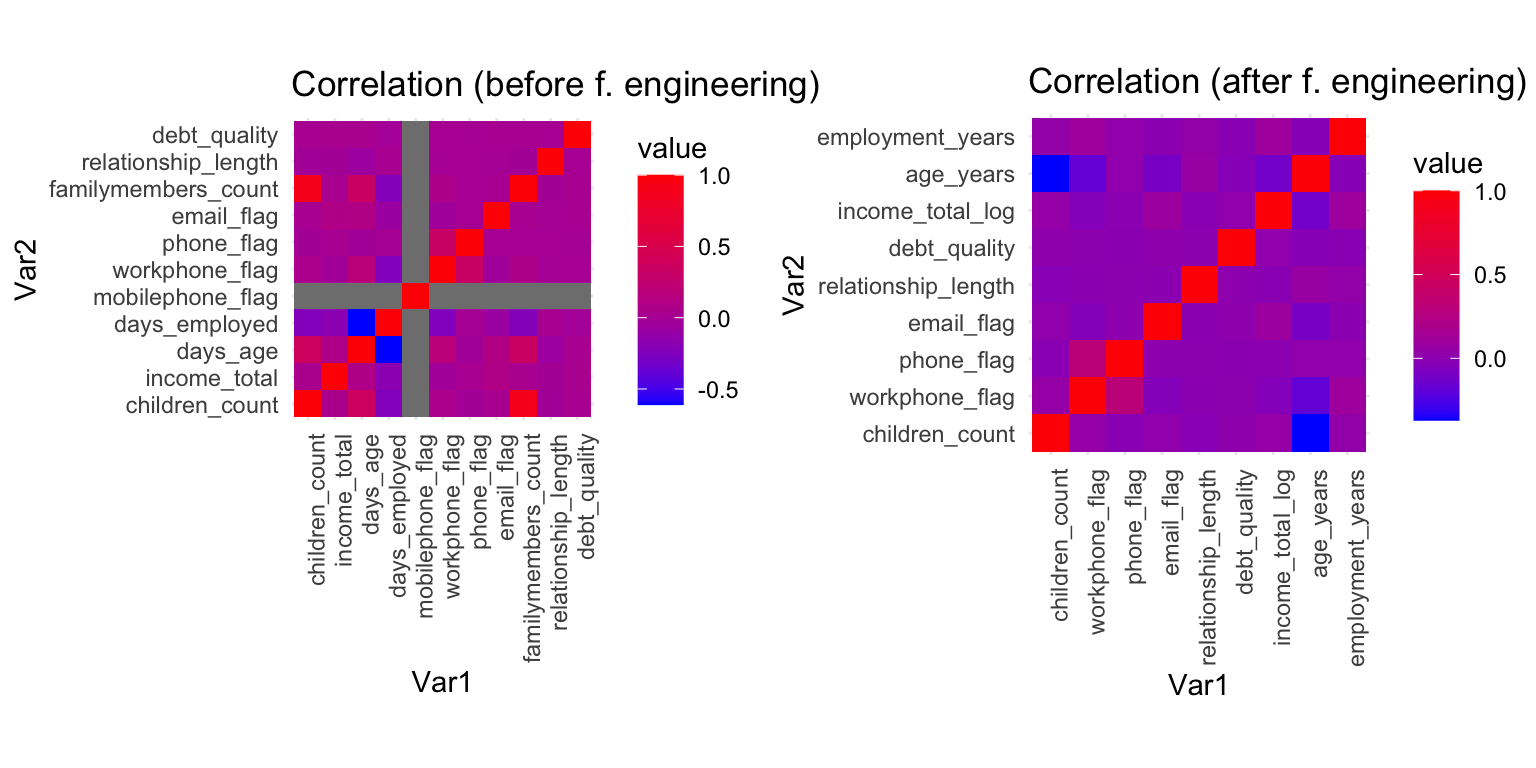 Correlation (before f. engineering)
Var2
debt_quality
relationship_length
familymembers_count
email_flag
phone_flag
workphone_flag
mobilephone_flag
days_employed
days_age
income_total
children_count
children_count
income_total
days_age
days_employed
mobilephone_flag
workphone_flag
phone_flag
email_flag
familymembers_count
relationship_length
debt_quality
Var1
value
1.0
0.5
0.0
-0.5
Correlation (after f. engineering)
Var2
employment_years
age_years
income_total_log
debt_quality
relationship_length
email_flag
phone_flag
workphone_flag
children_count
children_count
workphone_flag
phone_flag
email_flag
relationship_length
debt_quality
income_total_log
age_years
employment_years
Var1
value
1.0
0.5
0.0